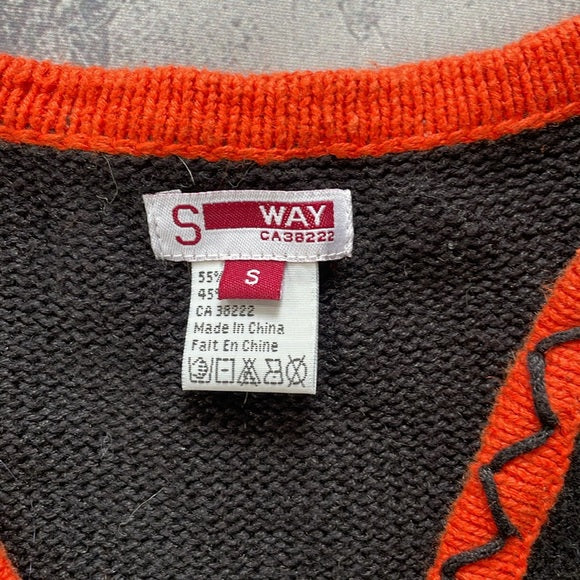 S WAY
CA38222
S
55%
45%
CA 38222
Made In China
Fait En Chine